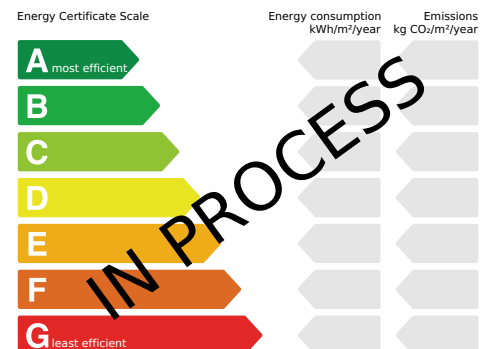 Energy Certificate Scale
Energy consumption
kWh/m²/year
Emissions
kg CO₂/m²/year
A most efficient
B
C
D
E
F
G least efficient
IN PROCESS